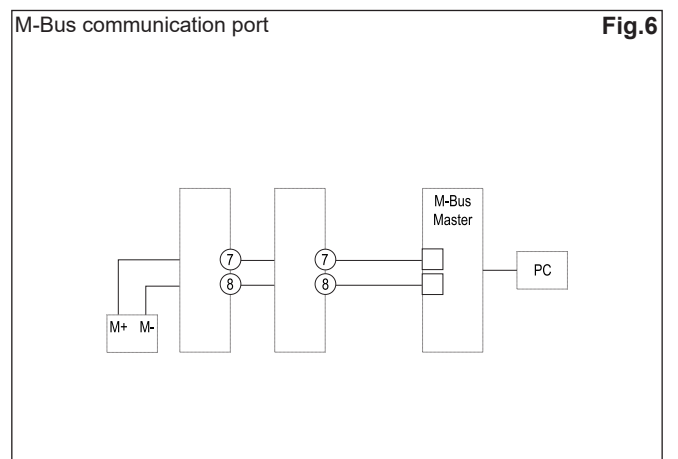 M-Bus communication port
Fig.6
M-Bus
Master
7
7
PC
8
8
M+ M-